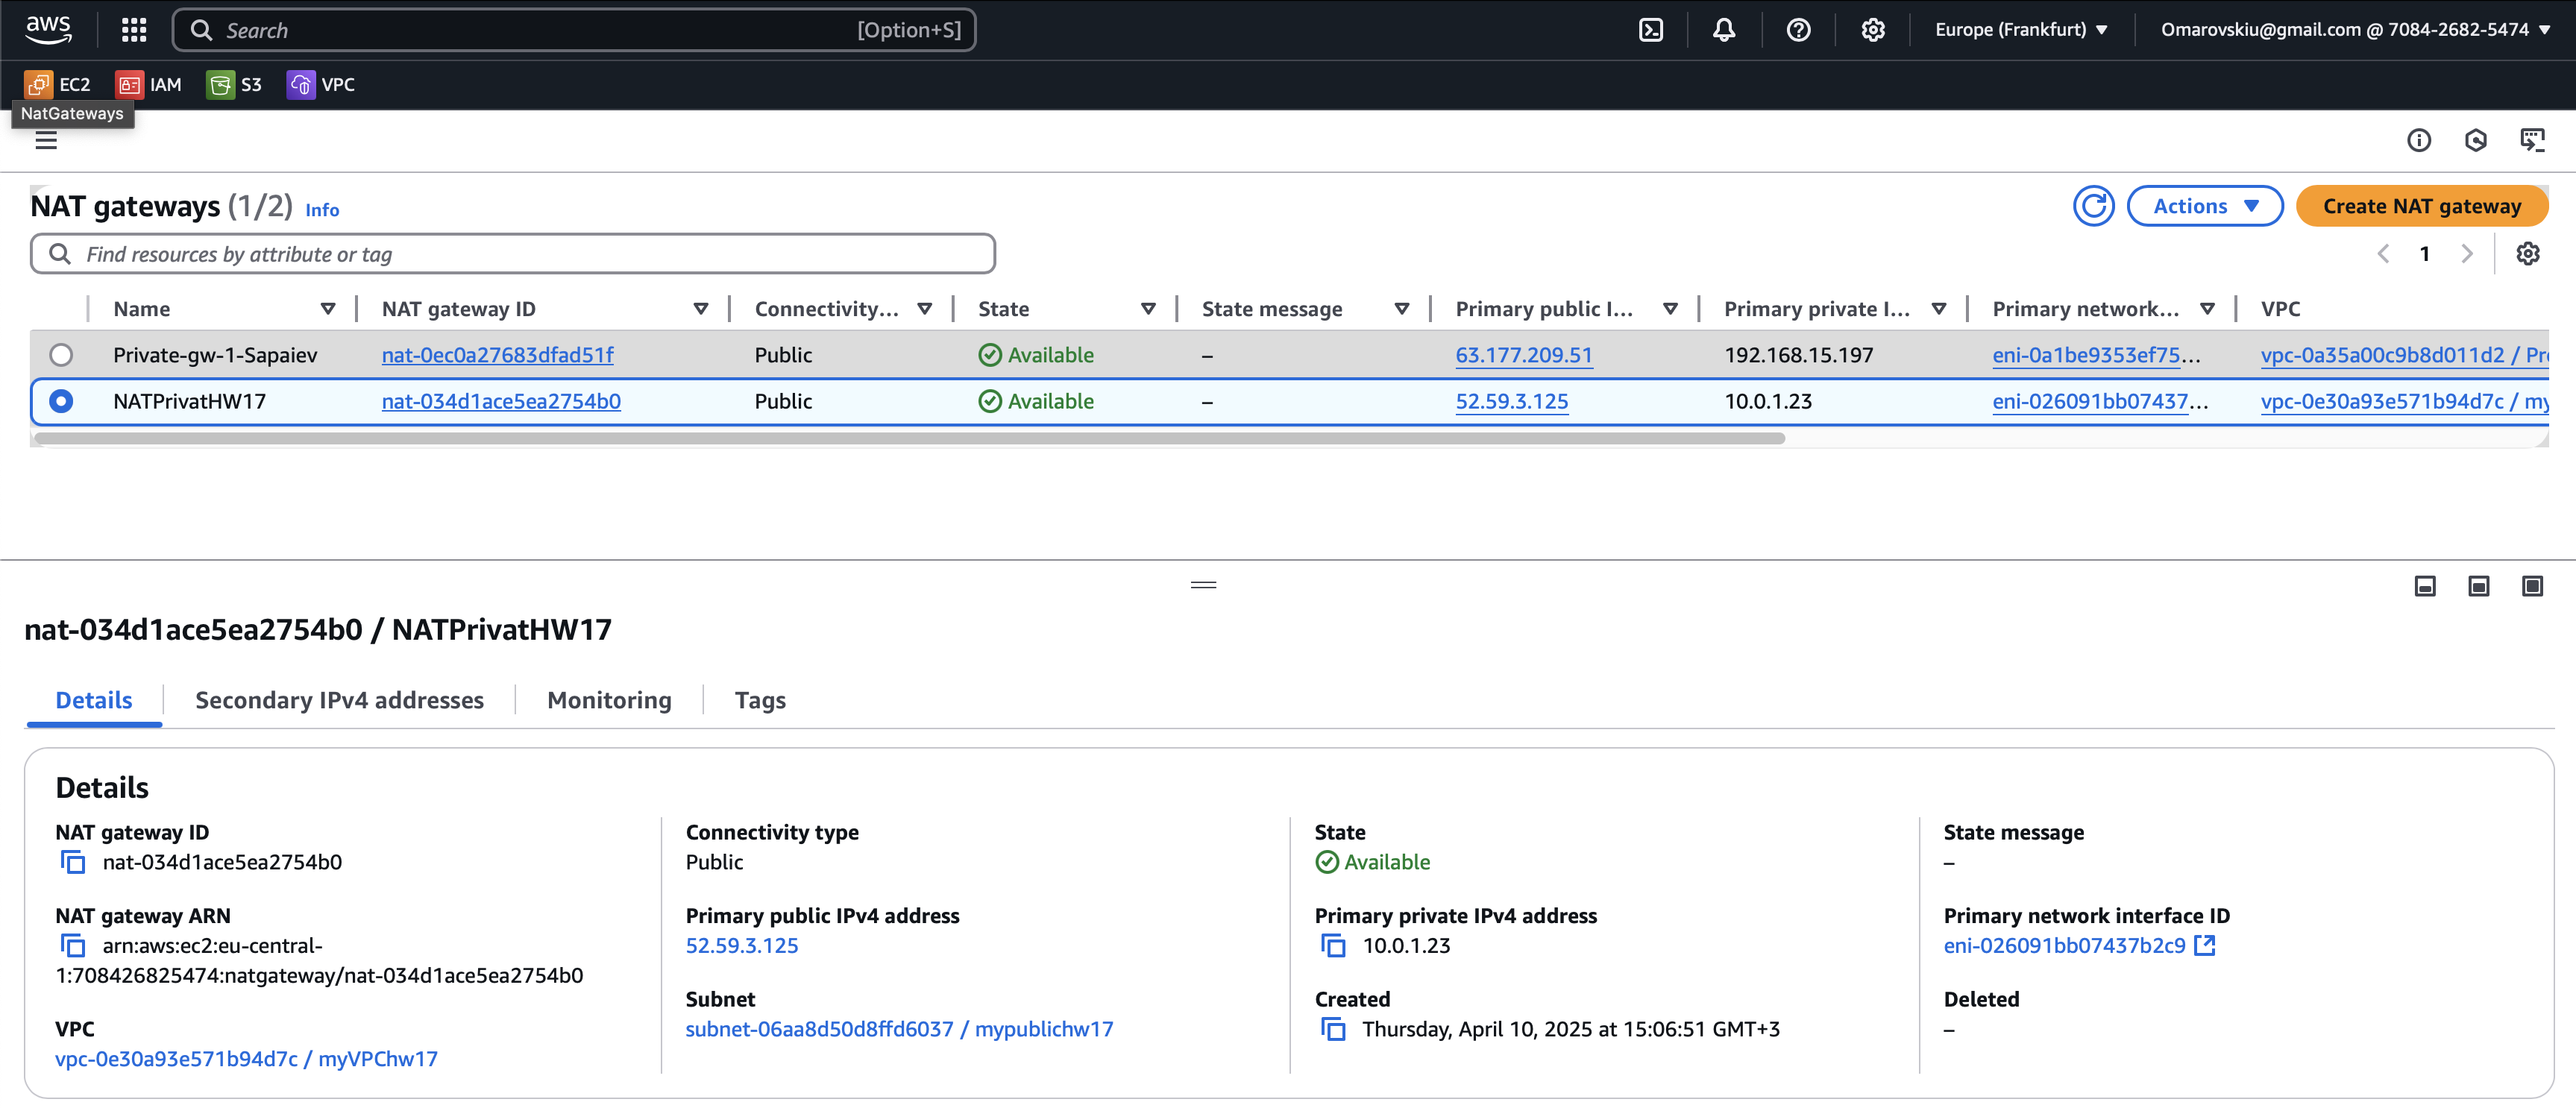 aws
Search [Option+S]
Europe (Frankfurt)
Omarovskiu@gmail.com @ 7084-2682-5474
EC2 IAM S3 VPC
NatGateways
NAT gateways (1/2) Info
Actions
Create NAT gateway
Find resources by attribute or tag
1
Name NAT gateway ID Connectivity... State State message Primary public I... Primary private I... Primary network... VPC
Private-gw-1-Sapaiev nat-0ec0a27683dfad51f Public Available – 63.177.209.51 192.168.15.197 eni-0a1be9353ef75... vpc-0a35a00c9b8d011d2 / Pr
NATPrivatHW17 nat-034d1ace5ea2754b0 Public Available – 52.59.3.125 10.0.1.23 eni-026091bb07437... vpc-0e30a93e571b94d7c / my
nat-034d1ace5ea2754b0 / NATPrivatHW17
Details Secondary IPv4 addresses Monitoring Tags
Details
NAT gateway ID
nat-034d1ace5ea2754b0
NAT gateway ARN
arn:aws:ec2:eu-central-
1:708426825474:natgateway/nat-034d1ace5ea2754b0
VPC
vpc-0e30a93e571b94d7c / myVPChw17
Connectivity type
Public
Primary public IPv4 address
52.59.3.125
Subnet
subnet-06aa8d50d8ffd6037 / mypublichw17
State
Available
Primary private IPv4 address
10.0.1.23
Created
Thursday, April 10, 2025 at 15:06:51 GMT+3
State message
–
Primary network interface ID
eni-026091bb07437b2c9
Deleted
–